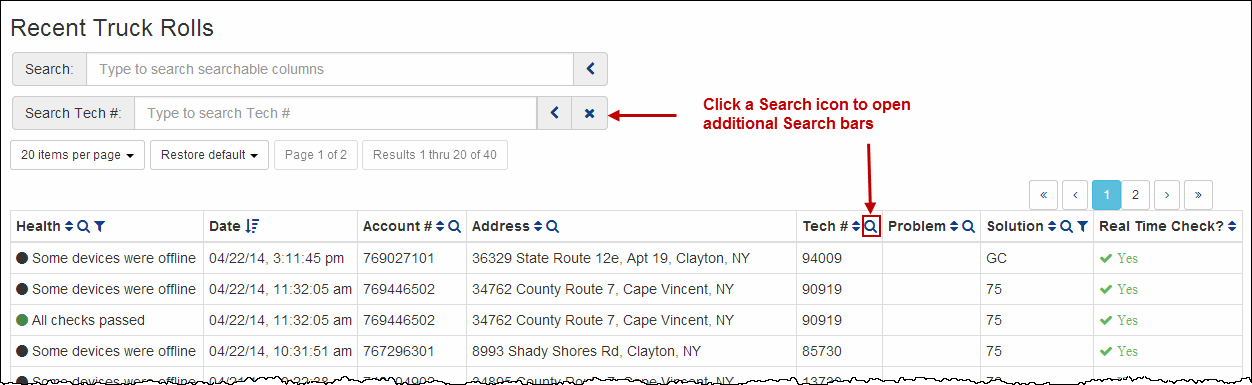 Recent Truck Rolls
Search: Type to search searchable columns
Search Tech #: Type to search Tech #
Click a Search icon to open
additional Search bars
20 items per page Restore default Page 1 of 2 Results 1 thru 20 of 40
« ‹ 1 2 › »
Health Date Account # Address Tech # Problem Solution Real Time Check?
Some devices were offline 04/22/14, 3:11:45 pm 769027101 36329 State Route 12e, Apt 19, Clayton, NY 94009 GC Yes
Some devices were offline 04/22/14, 11:32:05 am 769446502 34762 County Route 7, Cape Vincent, NY 90919 75 Yes
All checks passed 04/22/14, 11:32:05 am 769446502 34762 County Route 7, Cape Vincent, NY 90919 75 Yes
Some devices were offline 04/22/14, 10:31:51 am 767296301 8993 Shady Shores Rd, Clayton, NY 85730 75 Yes
Some devices were offline